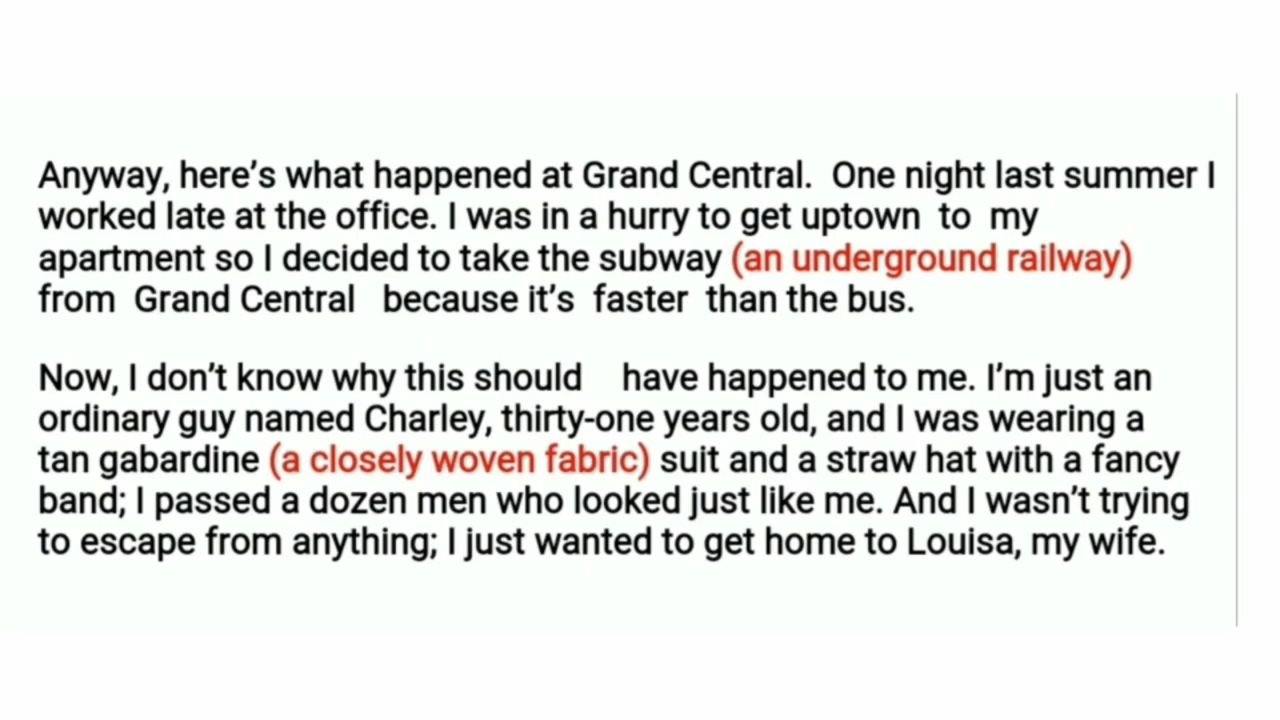 Anyway, here's what happened at Grand Central. One night last summer I
worked late at the office. I was in a hurry to get uptown to my
apartment so I decided to take the subway (an underground railway)
from Grand Central because it's faster than the bus.
Now, I don't know why this should have happened to me. I'm just an
ordinary guy named Charley, thirty-one years old, and I was wearing a
tan gabardine (a closely woven fabric) suit and a straw hat with a fancy
band; I passed a dozen men who looked just like me. And I wasn't trying
to escape from anything; I just wanted to get home to Louisa, my wife.